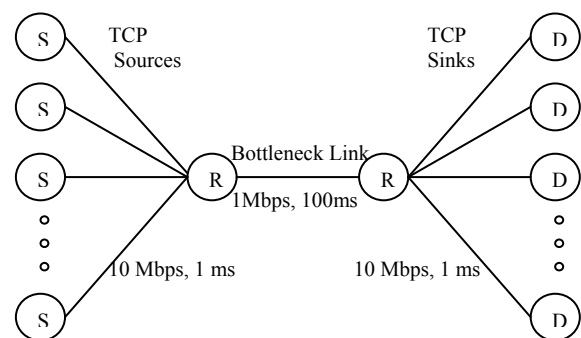 S
TCP
Sources
TCP
Sinks
D
S
D
Bottleneck Link
S
R
R
D
1Mbps, 100ms
10 Mbps, 1 ms
10 Mbps, 1 ms
S
D